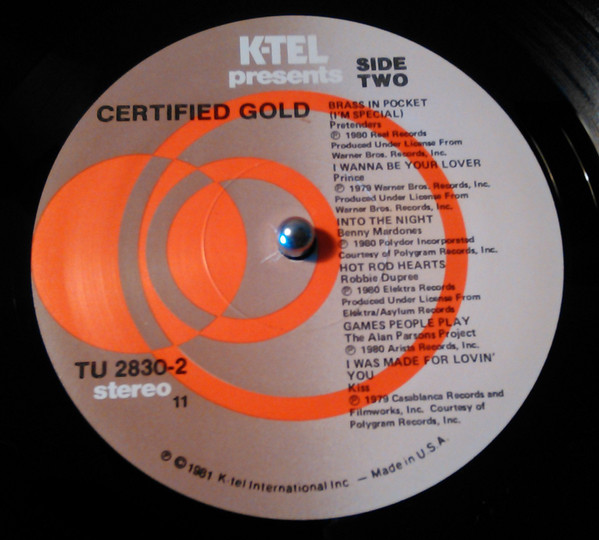 K-TEL
presents
SIDE
TWO
CERTIFIED GOLD
BRASS IN POCKET
(I'M SPECIAL)
Pretenders
℗ 1980 Real Records
Produced Under License From
Warner Bros. Records, Inc.
I WANNA BE YOUR LOVER
Prince
℗ 1979 Warner Bros. Records, Inc.
Produced Under License From
Warner Bros. Records, Inc.
INTO THE NIGHT
Benny Mardones
℗ 1980 Polydor Incorporated
Courtesy of Polygram Records, Inc.
HOT ROD HEARTS
Robbie Dupree
℗ 1980 Elektra Records
Produced Under License From
Elektra/Asylum Records
GAMES PEOPLE PLAY
The Alan Parsons Project
℗ 1980 Arista Records, Inc.
I WAS MADE FOR LOVIN'
YOU
Kiss
℗ 1979 Casablanca Records and
Filmworks, Inc. Courtesy of
Polygram Records, Inc.
TU 2830-2
stereo
11
℗ © 1981 K-tel International Inc — Made in U.S.A.